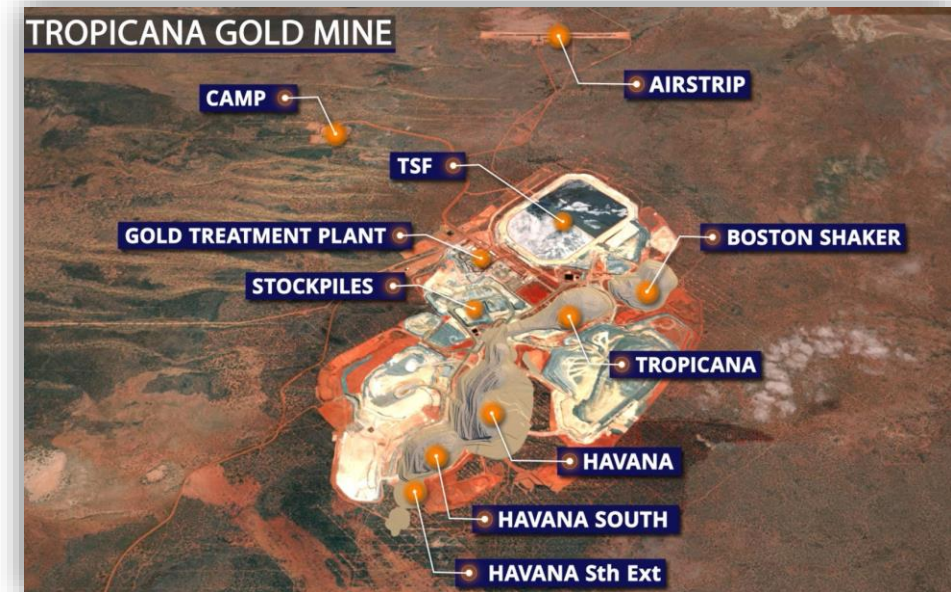 TROPICANA GOLD MINE
AIRSTRIP
CAMP
TSF
GOLD TREATMENT PLANT
BOSTON SHAKER
STOCKPILES
TROPICANA
HAVANA
HAVANA SOUTH
HAVANA Sth Ext